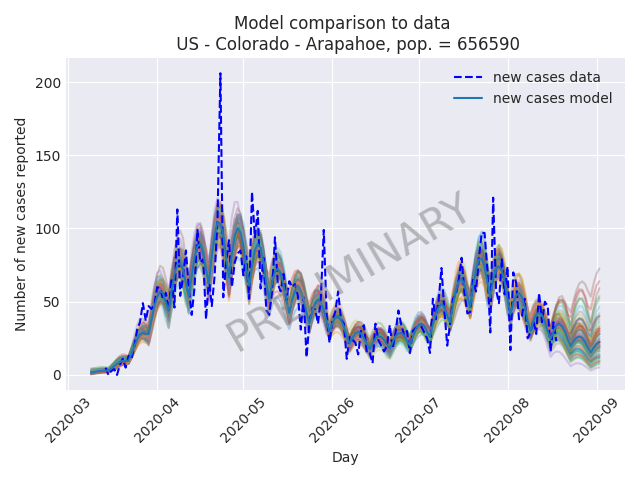 Model comparison to data
US - Colorado - Arapahoe, pop. = 656590
new cases data
new cases model
PRELIMINARY
Number of new cases reported
200
150
100
50
0
2020-03
2020-04
2020-05
2020-06
2020-07
2020-08
2020-09
Day